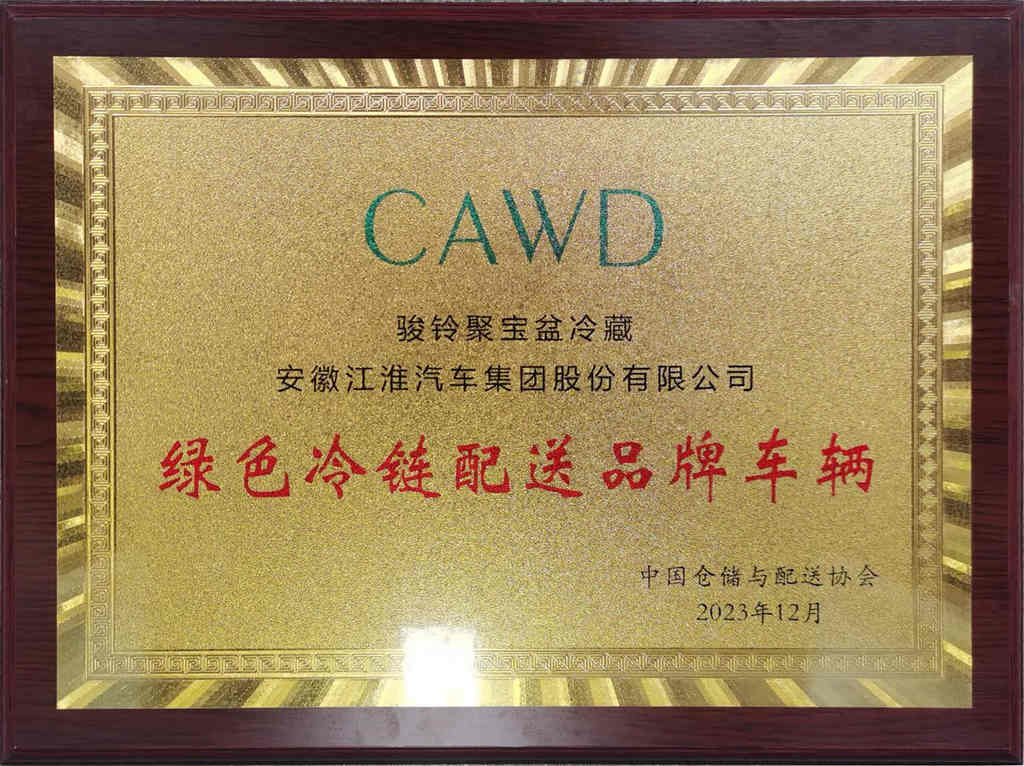 CAWD
骏铃聚宝盆冷藏
安徽江淮汽车集团股份有限公司
绿色冷链配送品牌车辆
中国仓储与配送协会
2023年12月